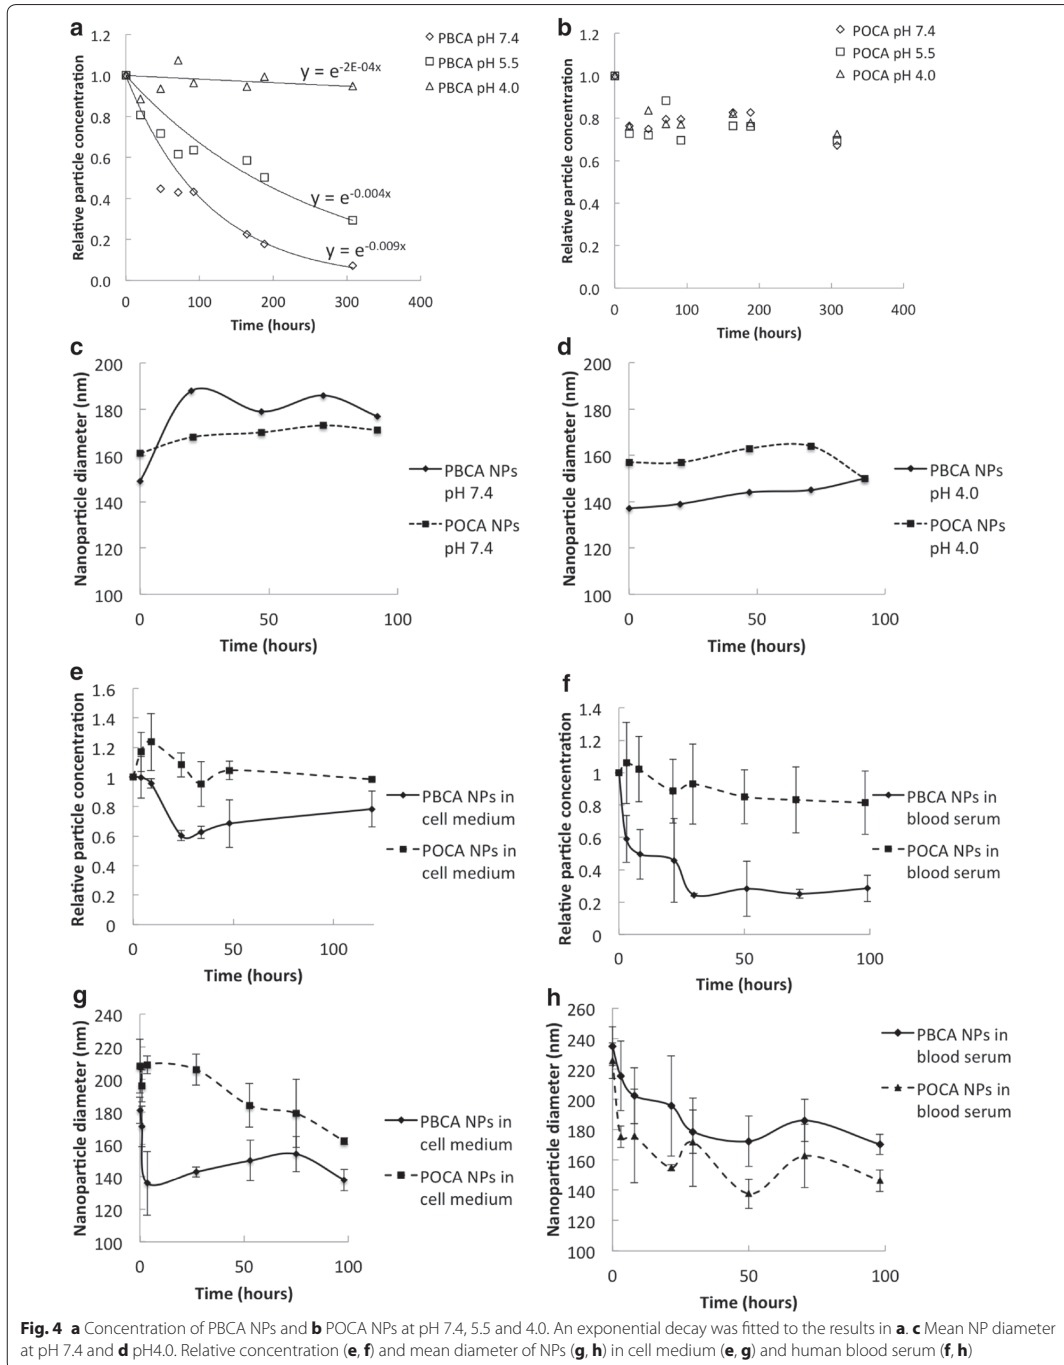 a
1.2
1.0
0.8
0.6
0.4
0.2
0.0
0 100 200 300 400
Relative particle concentration
Time (hours)
PBCA pH 7.4
PBCA pH 5.5
PBCA pH 4.0
y = e-2E-04x
y = e-0.004x
y = e-0.009x
b
1.2
1.0
0.8
0.6
0.4
0.2
0.0
0 100 200 300 400
Relative particle concentration
Time (hours)
POCA pH 7.4
POCA pH 5.5
POCA pH 4.0
c
200
180
160
140
120
100
0 50 100
Nanoparticle diameter (nm)
Time (hours)
PBCA NPs
pH 7.4
POCA NPs
pH 7.4
d
200
180
160
140
120
100
0 50 100
Nanoparticle diameter (nm)
Time (hours)
PBCA NPs
pH 4.0
POCA NPs
pH 4.0
e
1.6
1.4
1.2
1
0.8
0.6
0.4
0.2
0
0 50 100
Relative particle concentration
Time (hours)
PBCA NPs in
cell medium
POCA NPs in
cell medium
f
1.4
1.2
1
0.8
0.6
0.4
0.2
0
0 50 100
Relative particle concentration
Time (hours)
PBCA NPs in
blood serum
POCA NPs in
blood serum
g
240
220
200
180
160
140
120
100
0 50 100
Nanoparticle diameter (nm)
Time (hours)
PBCA NPs in
cell medium
POCA NPs in
cell medium
h
260
240
220
200
180
160
140
120
100
0 50 100
Nanoparticle diameter (nm)
Time (hours)
PBCA NPs in
blood serum
POCA NPs in
blood serum
Fig. 4 a Concentration of PBCA NPs and b POCA NPs at pH 7.4, 5.5 and 4.0. An exponential decay was fitted to the results in a. c Mean NP diameter
at pH 7.4 and d pH4.0. Relative concentration (e, f) and mean diameter of NPs (g, h) in cell medium (e, g) and human blood serum (f, h)